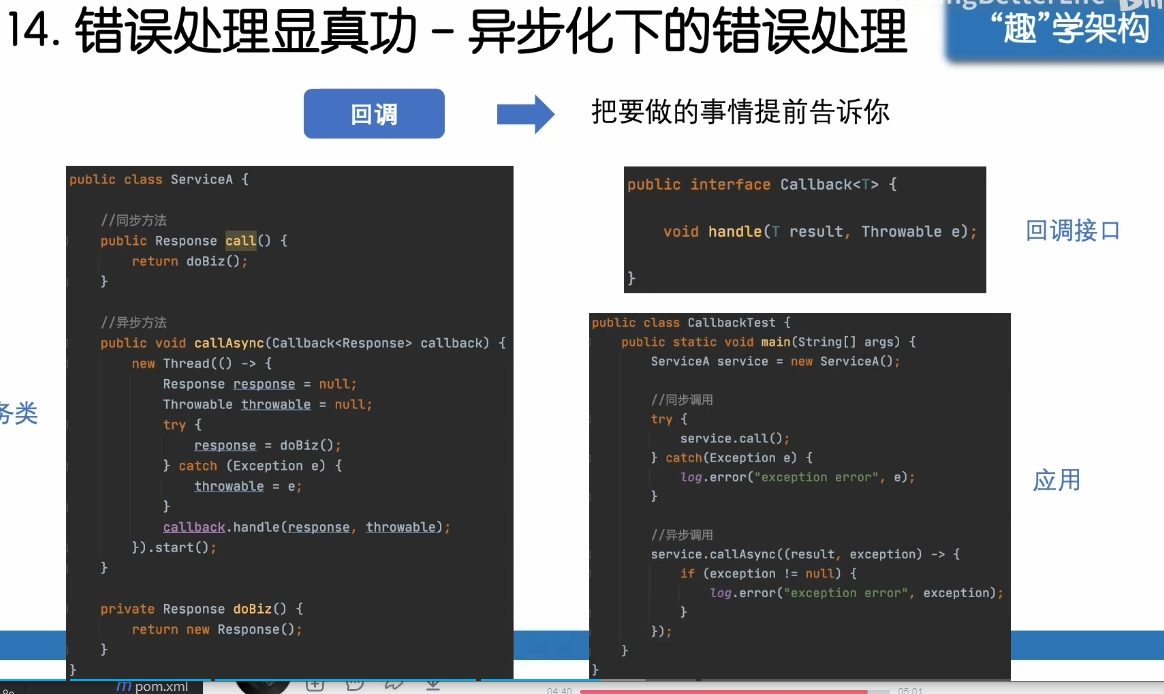 14. 错误处理显真功 - 异步化下的错误处理
“趣”学架构
回调
把要做的事情提前告诉你
public class ServiceA {
//同步方法
public Response call() {
return doBiz();
}
//异步方法
public void callAsync(Callback<Response> callback) {
new Thread(() -> {
Response response = null;
Throwable throwable = null;
try {
response = doBiz();
} catch (Exception e) {
throwable = e;
}
callback.handle(response, throwable);
}).start();
}
private Response doBiz() {
return new Response();
}
}
务类
public interface Callback<T> {
void handle(T result, Throwable e);
}
回调接口
public class CallbackTest {
public static void main(String[] args) {
ServiceA service = new ServiceA();
//同步调用
try {
service.call();
} catch(Exception e) {
log.error("exception error", e);
}
//异步调用
service.callAsync((result, exception) -> {
if (exception != null) {
log.error("exception error", exception);
}
});
}
}
应用
pom.xml
04:40
05:01